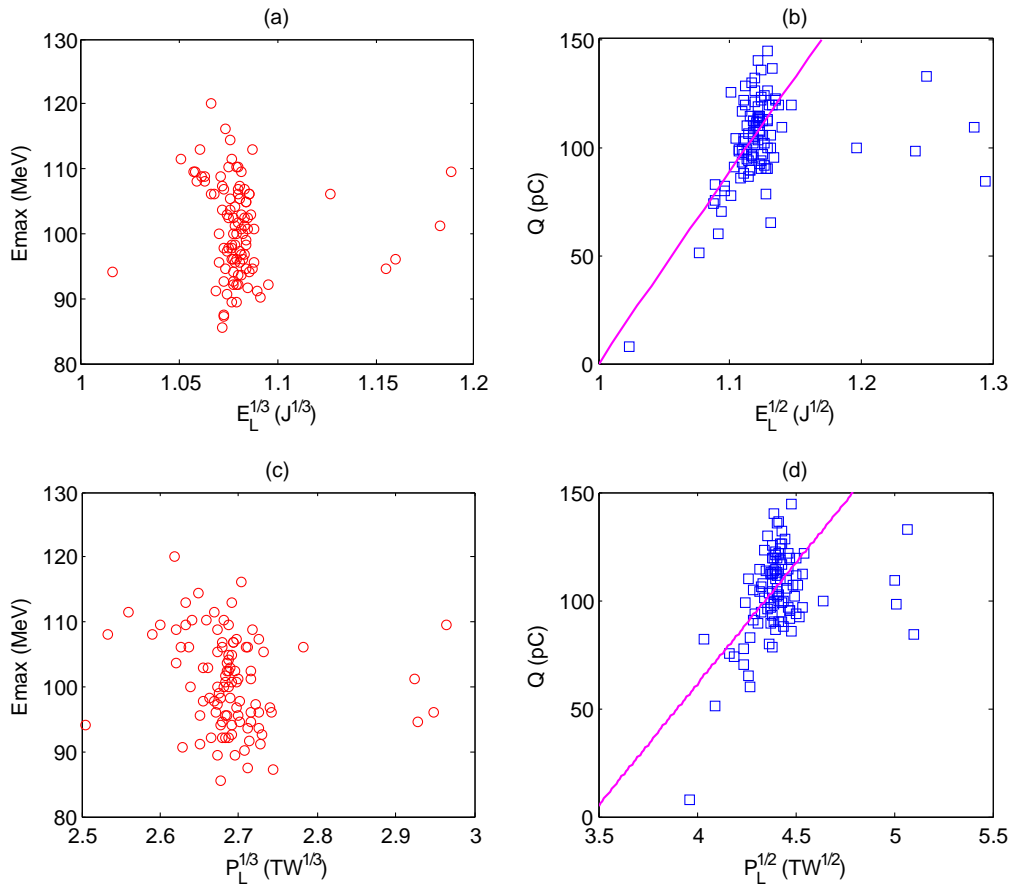 (a)
130
120
110
100
90
80
Emax (MeV)
1 1.05 1.1 1.15 1.2
E_L^{1/3} (J^{1/3})
(b)
150
100
50
0
Q (pC)
1 1.1 1.2 1.3
E_L^{1/2} (J^{1/2})
(c)
130
120
110
100
90
80
Emax (MeV)
2.5 2.6 2.7 2.8 2.9 3
P_L^{1/3} (TW^{1/3})
(d)
150
100
50
0
Q (pC)
3.5 4 4.5 5 5.5
P_L^{1/2} (TW^{1/2})